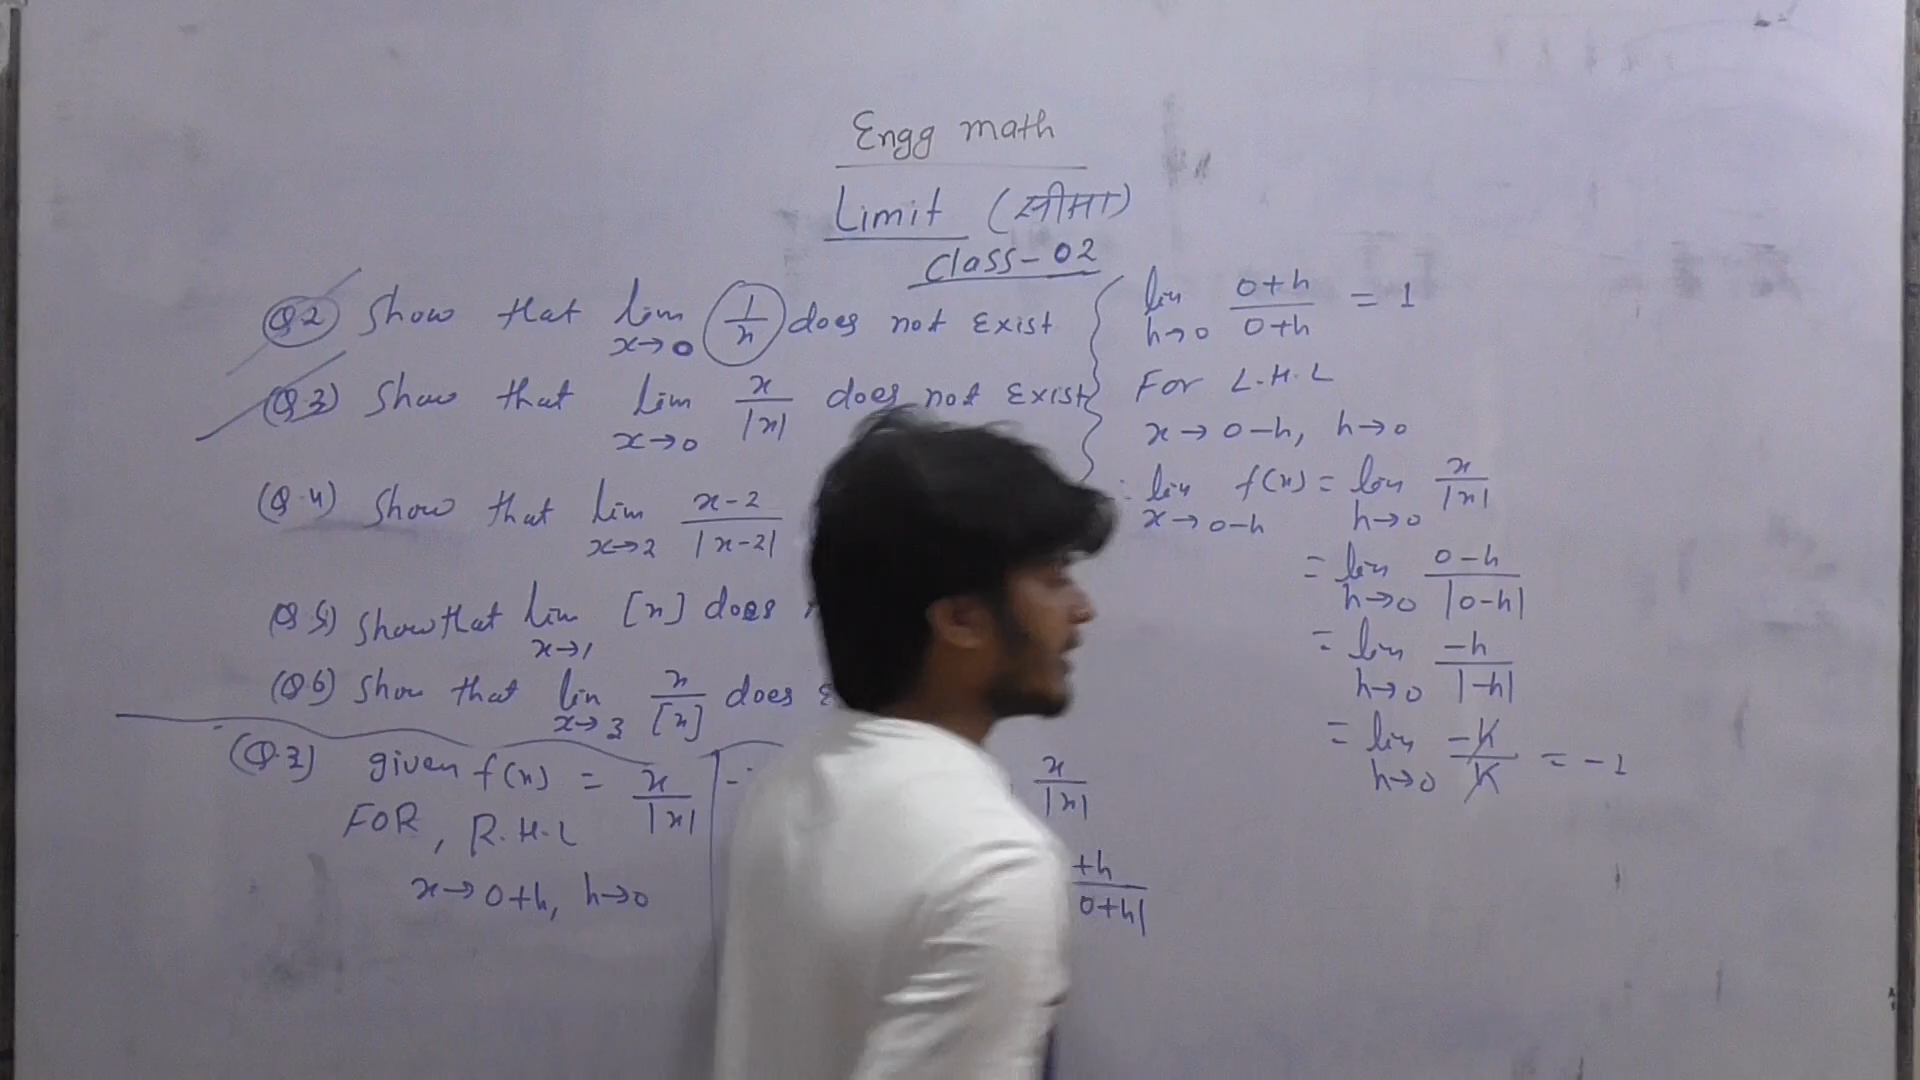 Engg math
Limit (सीमा)
Class-02
(Q.2) Show that lim x→0 1/x does not exist
(Q.3) Show that lim x→0 x/|x| does not exist
(Q.4) Show that lim x→2 x-2/|x-2|
(Q.5) Show that lim x→1 [x] does
(Q.6) Show that lim x→3 x/[x] does
(Q.3) given f(x) = x/|x|
FOR, R.H.L
x→0+h, h→0
x/|x|
+h/0+h|
lim h→0 0+h/0+h = 1
For L.H.L
x→0-h, h→0
lim x→0-h f(x) = lim h→0 x/|x|
= lim h→0 0-h/|0-h|
= lim h→0 -h/|-h|
= lim h→0 -h/h = -1